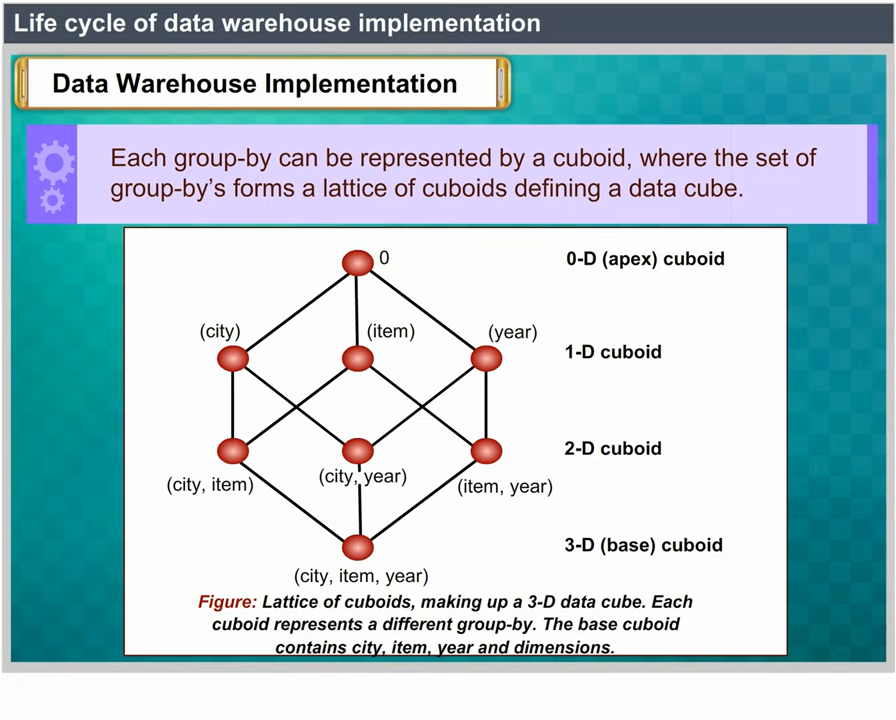 Life cycle of data warehouse implementation
Data Warehouse Implementation
Each group-by can be represented by a cuboid, where the set of
group-by's forms a lattice of cuboids defining a data cube.
0
0-D (apex) cuboid
(city)
(item)
(year)
1-D cuboid
2-D cuboid
(city, item)
(city, year)
(item, year)
3-D (base) cuboid
(city, item, year)
Figure: Lattice of cuboids, making up a 3-D data cube. Each
cuboid represents a different group-by. The base cuboid
contains city, item, year and dimensions.